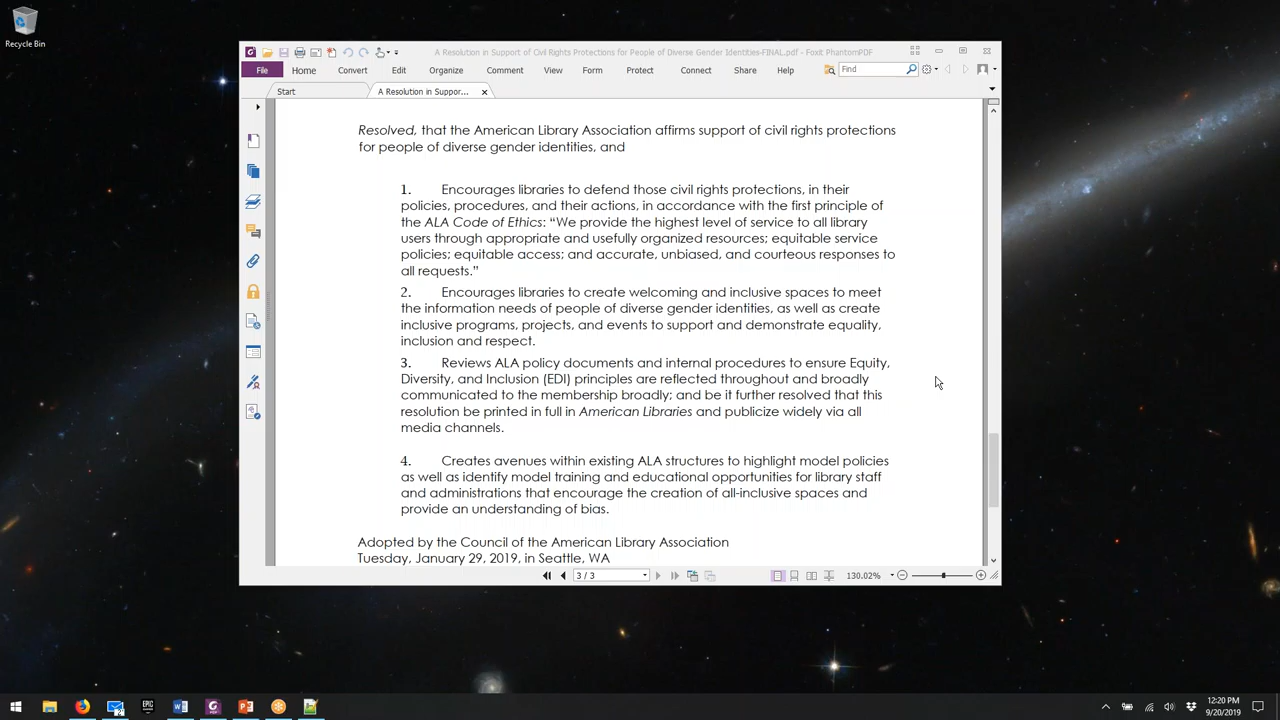 Recycle Bin
A Resolution in Support of Civil Rights Protections for People of Diverse Gender Identities-FINAL.pdf - Foxit PhantomPDF
File Home Convert Edit Organize Comment View Form Protect Connect Share Help Find
Start A Resolution in Suppor...
Resolved, that the American Library Association affirms support of civil rights protections
for people of diverse gender identities, and
1. Encourages libraries to defend those civil rights protections, in their
policies, procedures, and their actions, in accordance with the first principle of
the ALA Code of Ethics: “We provide the highest level of service to all library
users through appropriate and usefully organized resources; equitable service
policies; equitable access; and accurate, unbiased, and courteous responses to
all requests.”
2. Encourages libraries to create welcoming and inclusive spaces to meet
the information needs of people of diverse gender identities, as well as create
inclusive programs, projects, and events to support and demonstrate equality,
inclusion and respect.
3. Reviews ALA policy documents and internal procedures to ensure Equity,
Diversity, and Inclusion (EDI) principles are reflected throughout and broadly
communicated to the membership broadly; and be it further resolved that this
resolution be printed in full in American Libraries and publicize widely via all
media channels.
4. Creates avenues within existing ALA structures to highlight model policies
as well as identify model training and educational opportunities for library staff
and administrations that encourage the creation of all-inclusive spaces and
provide an understanding of bias.
Adopted by the Council of the American Library Association
Tuesday, January 29, 2019, in Seattle, WA
3 / 3 130.02%
EPIC
12:20 PM
9/20/2019